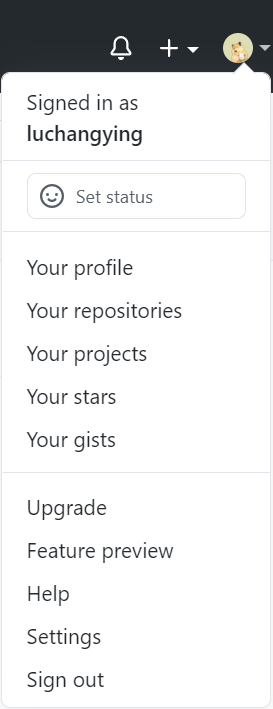 Signed in as
luchangying
Set status
Your profile
Your repositories
Your projects
Your stars
Your gists
Upgrade
Feature preview
Help
Settings
Sign out